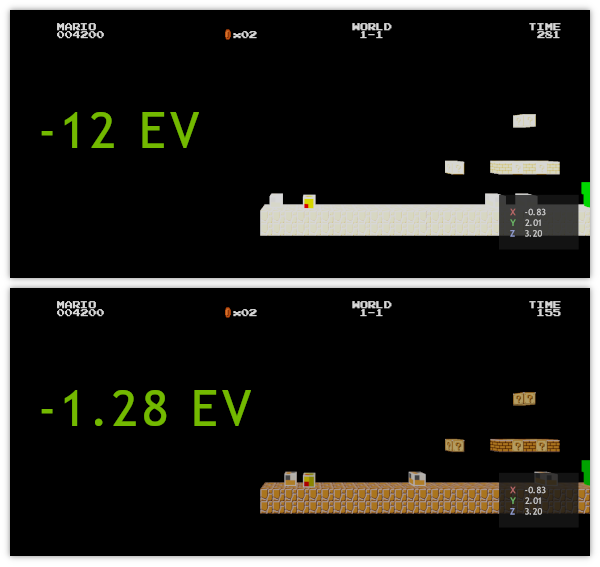 MARIO WORLD TIME
004200 x02 1-1 281
-12 EV
X -0.83
Y 2.01
Z 3.20
MARIO WORLD TIME
004200 x02 1-1 155
-1.28 EV
? ?
? ?
? ?
X -0.83
Y 2.01
Z 3.20